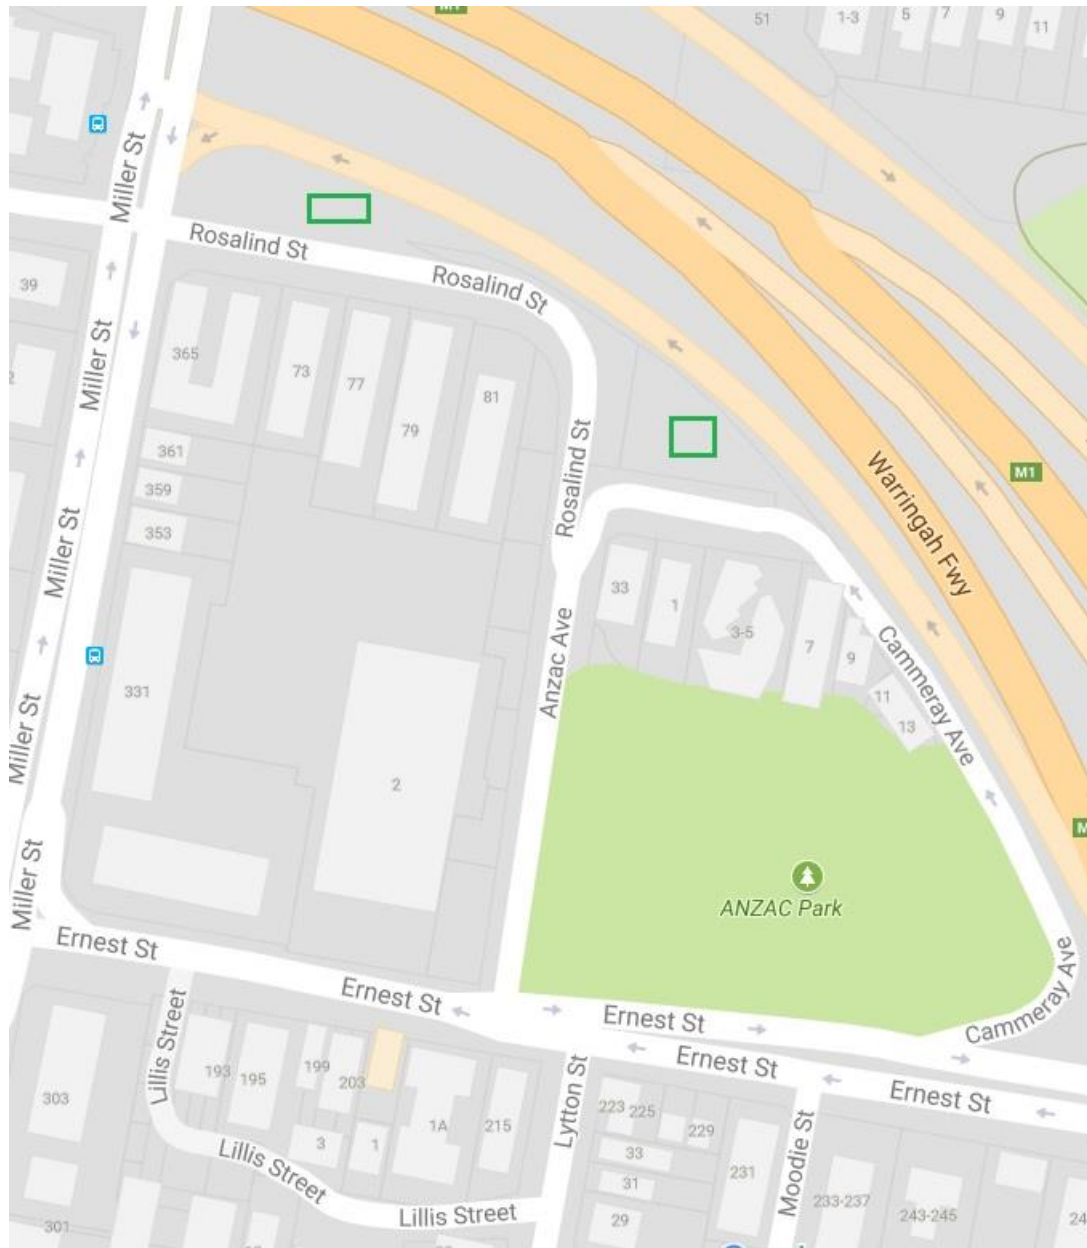 M1
51
1-3
5
7
9
11
Miller St
Rosalind St
Rosalind St
39
Miller St
365
73
77
79
81
Rosalind St
361
359
353
Miller St
M1
Warringah Fwy
33
1
3-5
7
9
11
13
Cammeray Ave
Anzac Ave
331
2
Miller St
ANZAC Park
Miller St
Ernest St
Ernest St
Ernest St
Ernest St
Ernest St
Cammeray Ave
Lillis Street
193
195
199
203
303
3
1
1A
215
Lytton St
223
225
229
33
31
29
231
Moodie St
233-237
243-245
Lillis Street
Lillis Street
301